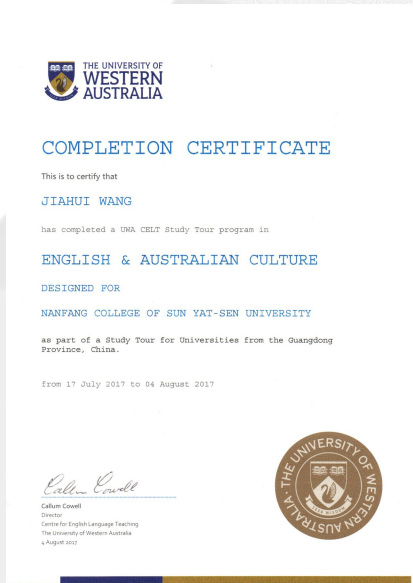 THE UNIVERSITY OF
WESTERN
AUSTRALIA
COMPLETION CERTIFICATE
This is to certify that
JIAHUI WANG
has completed a UWA CELT Study Tour program in
ENGLISH & AUSTRALIAN CULTURE
DESIGNED FOR
NANFANG COLLEGE OF SUN YAT-SEN UNIVERSITY
as part of a Study Tour for Universities from the Guangdong
Province, China.
from 17 July 2017 to 04 August 2017
Callum Cowell
Callum Cowell
Director
Centre for English Language Teaching
The University of Western Australia
4 August 2017
THE UNIVERSITY OF WESTERN AUSTRALIA
SEEK WISDOM